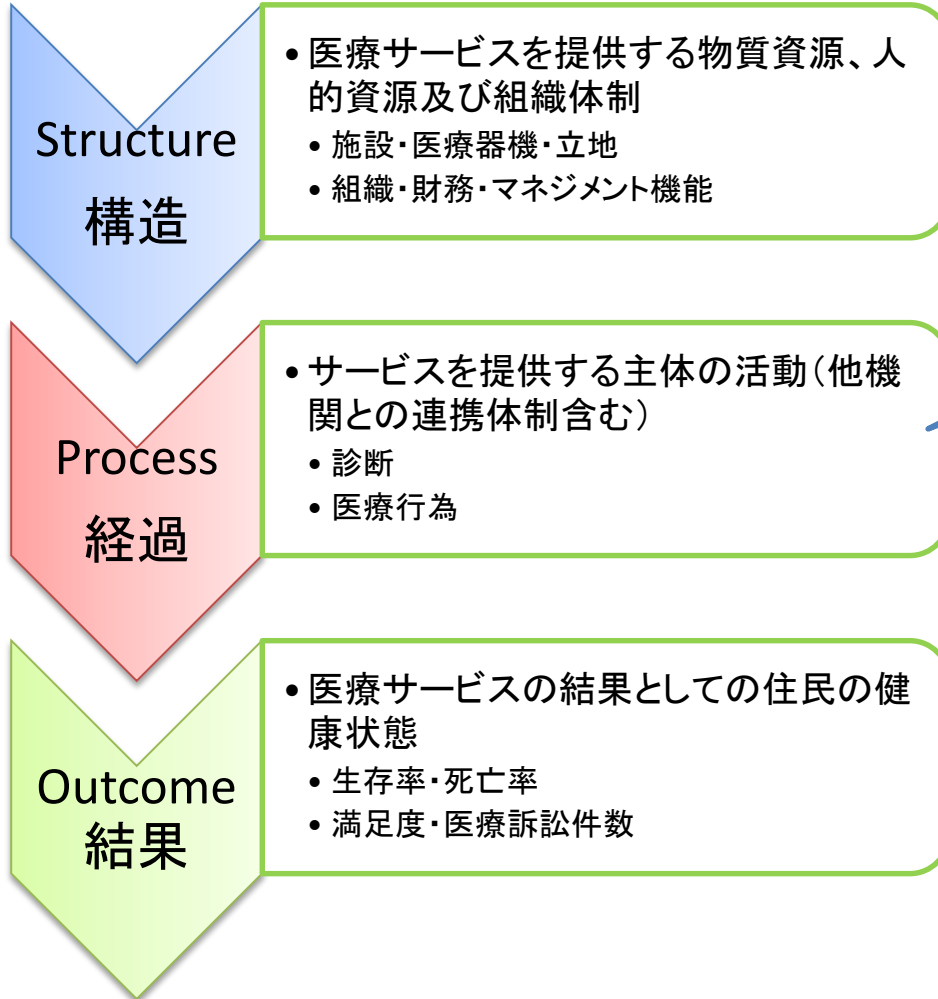 Structure
構造
• 医療サービスを提供する物質資源、人
的資源及び組織体制
• 施設・医療器機・立地
• 組織・財務・マネジメント機能
Process
経過
• サービスを提供する主体の活動（他機
関との連携体制含む）
• 診断
• 医療行為
Outcome
結果
• 医療サービスの結果としての住民の健
康状態
• 生存率・死亡率
• 満足度・医療訴訟件数